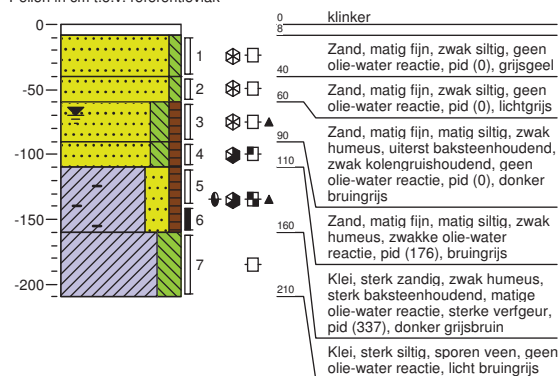 Peilen in cm t.o.v. referentievlak
0
-50
-100
-150
-200
1
2
3
4
5
6
7
0
8
40
60
90
110
160
210
klinker
Zand, matig fijn, zwak siltig, geen
olie-water reactie, pid (0), grijsgeel
Zand, matig fijn, zwak siltig, geen
olie-water reactie, pid (0), lichtgrijs
Zand, matig fijn, matig siltig, zwak
humeus, uiterst baksteenhoudend,
zwak kolengruishoudend, geen
olie-water reactie, pid (0), donker
bruingrijs
Zand, matig fijn, matig siltig, zwak
humeus, zwakke olie-water
reactie, pid (176), bruingrijs
Klei, sterk zandig, zwak humeus,
sterk baksteenhoudend, matige
olie-water reactie, sterke verfgeur,
pid (337), donker grijsbruin
Klei, sterk siltig, sporen veen, geen
olie-water reactie, licht bruingrijs